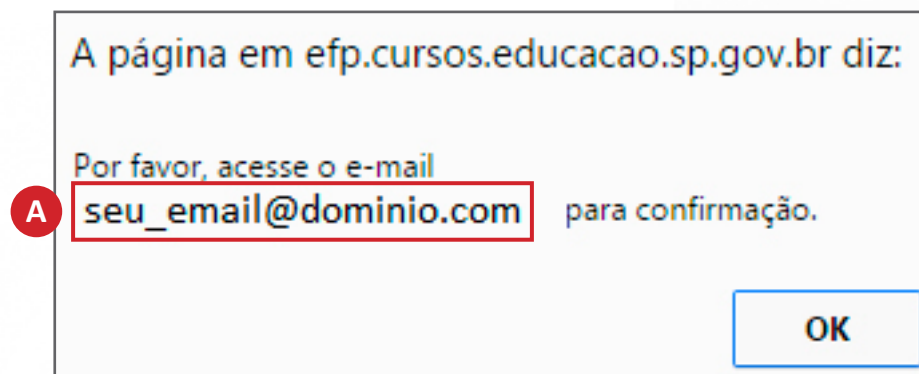 A página em efp.cursos.educacao.sp.gov.br diz:
Por favor, acesse o e-mail
A seu_email@dominio.com para confirmação.
OK